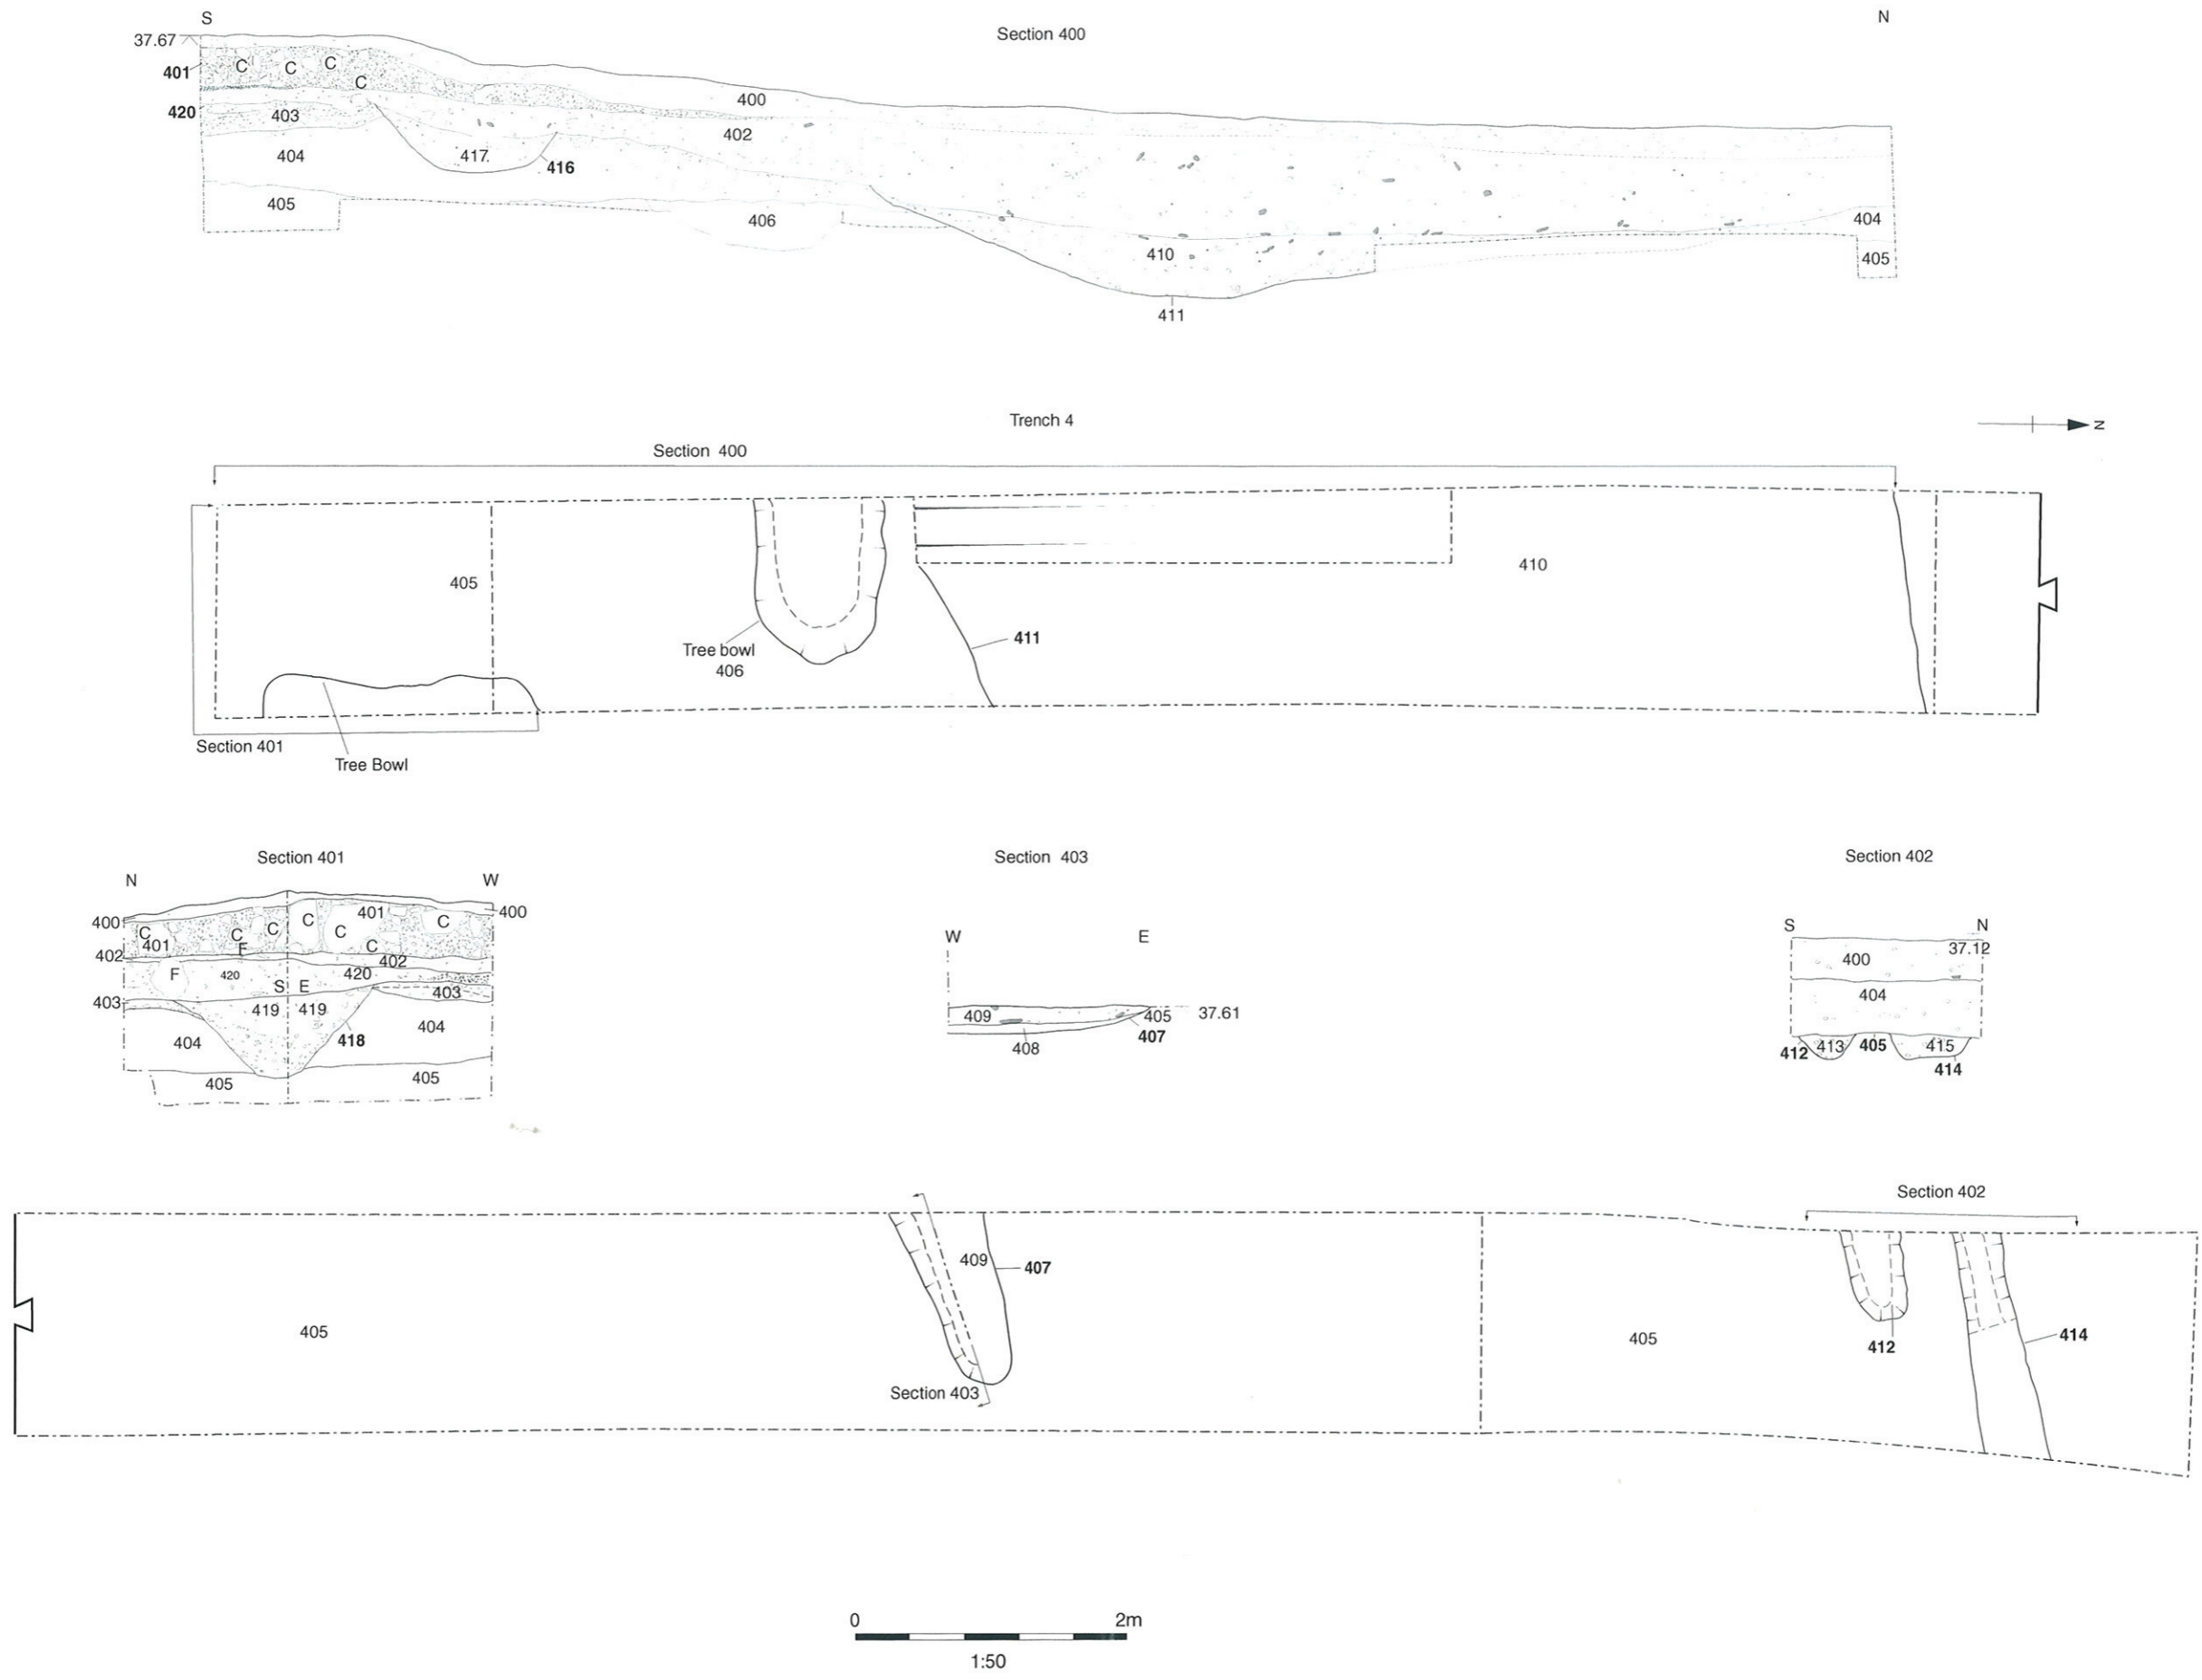 S
N
Section 400
37.67
401
C C C C
400
420
403
402
404
417
416
405
406
404
410
405
411
Trench 4
N
Section 400
405
410
Tree bowl
406
411
Section 401
Tree Bowl
Section 401
N
W
400
C
401
400
C
C
C
C
C
C
401
F
402
402
F
420
420
S E
403
403
419
419
404
418
404
405
405
Section 403
W
E
409
405
37.61
408
407
Section 402
S
N
400
37.12
404
412
413
405
415
414
Section 402
409
407
405
405
412
414
Section 403
0
2m
1:50